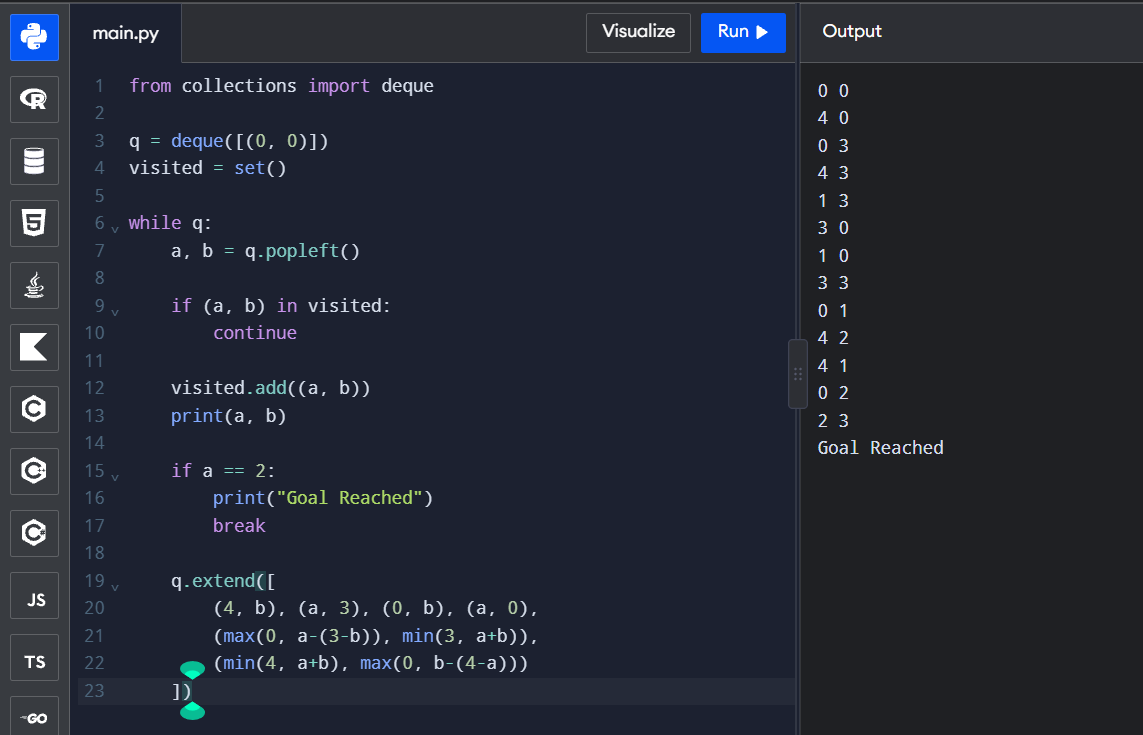 main.py
Visualize
Run
Output
1 from collections import deque
2
3 q = deque([(0, 0)])
4 visited = set()
5
6 while q:
7     a, b = q.popleft()
8
9     if (a, b) in visited:
10         continue
11
12     visited.add((a, b))
13     print(a, b)
14
15     if a == 2:
16         print("Goal Reached")
17         break
18
19     q.extend([
20         (4, b), (a, 3), (0, b), (a, 0),
21         (max(0, a-(3-b)), min(3, a+b)),
22         (min(4, a+b), max(0, b-(4-a)))
23     ])
0 0
4 0
0 3
4 3
1 3
3 0
1 0
3 3
0 1
4 2
4 1
0 2
2 3
Goal Reached
R
5
C
C
C
JS
TS
GO